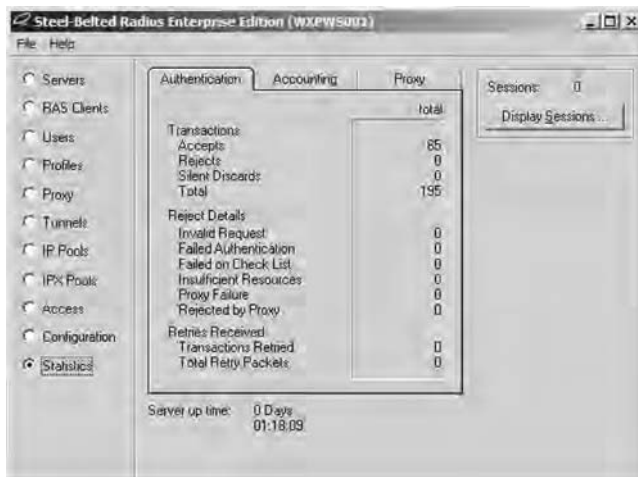 Steel-Belted Radius Enterprise Edition (WXPWS001)
File Help
Servers
RAS Clients
Users
Profiles
Proxy
Tunnels
IP Pools
IPX Pools
Access
Configuration
Statistics
Authentication Accounting Proxy
total
Transactions
Accepts 65
Rejects 0
Silent Discards 0
Total 195
Reject Details
Invalid Request 0
Failed Authentication 0
Failed on Check List 0
Insufficient Resources 0
Proxy Failure 0
Rejected by Proxy 0
Retries Received
Transactions Retried 0
Total Retry Packets 0
Server up time: 0 Days
01:18:09
Sessions: 0
Display Sessions ...